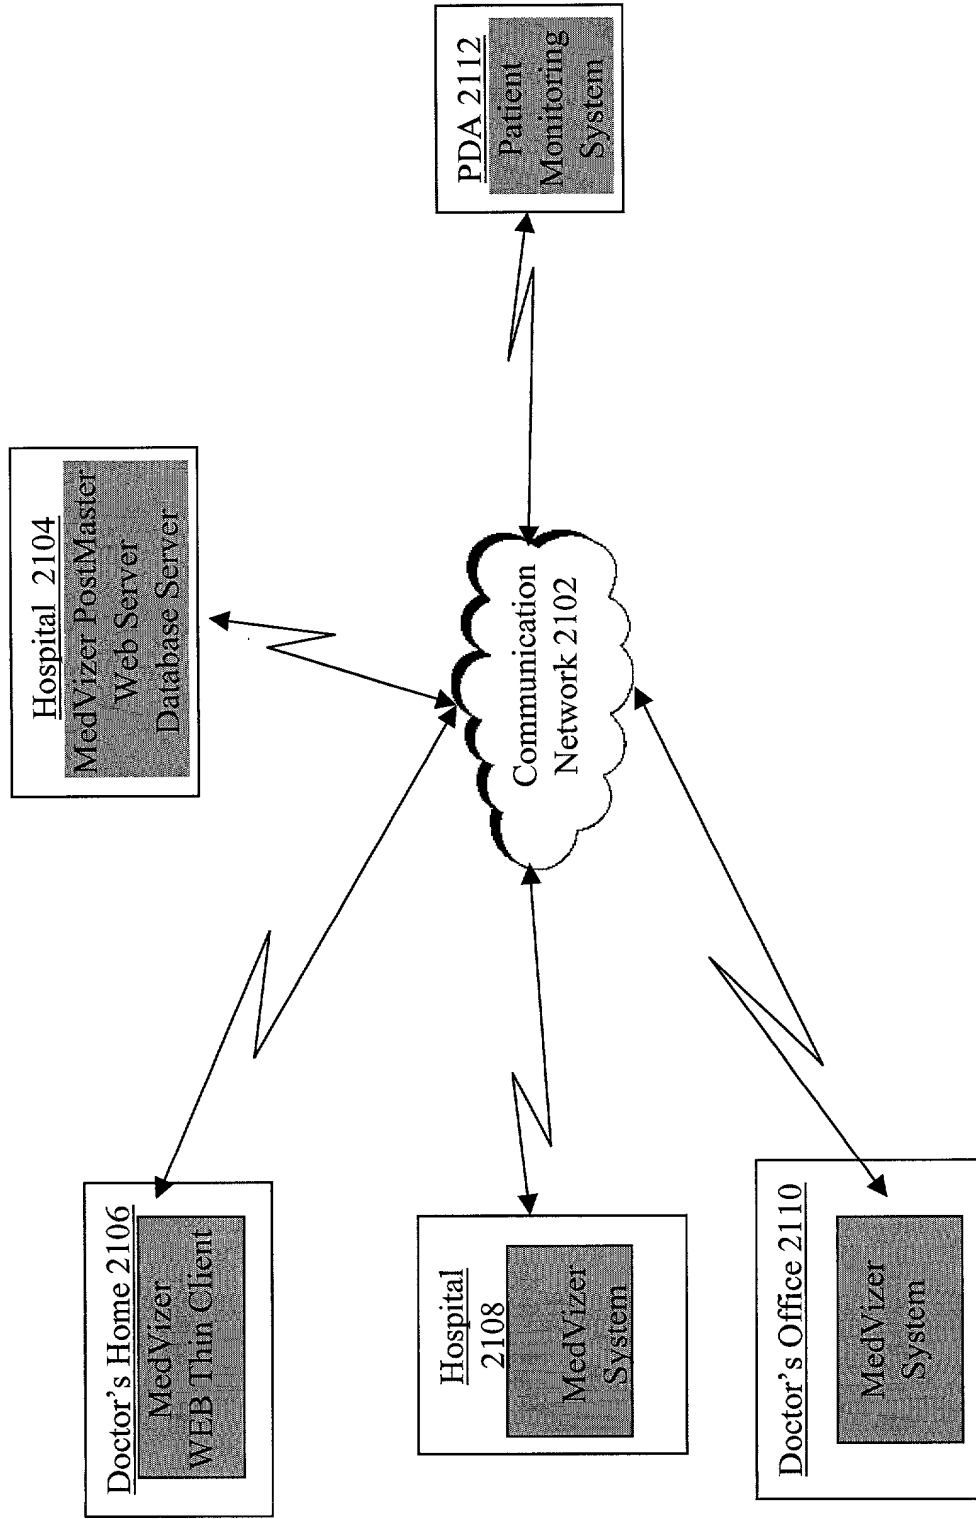 Doctor's Home 2106
MedVizer
WEB Thin Client
Hospital
2108
MedVizer
System
Doctor's Office 2110
MedVizer
System
Hospital 2104
MedVizer PostMaster
Web Server
Database Server
Communication
Network 2102
PDA 2112
Patient
Monitoring
System